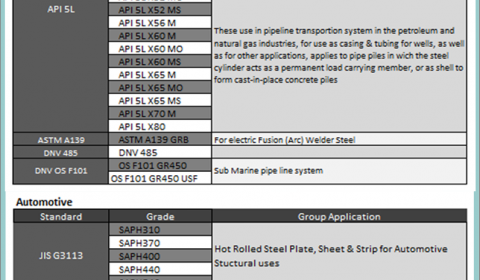 API 5L
API 5L X52 MS
API 5L X56 M
API 5L X60 M
API 5L X60 MO
API 5L X60 MS
API 5L X65 M
API 5L X65 MO
API 5L X65 MS
API 5L X70 M
API 5L X80
These use in pipeline transportion system in the petroleum and
natural gas industries, for use as casing & tubing for wells, as well
as for other applications, applies to pipe piles in wich the steel
cylinder acts as a permanent load carrying member, or as shell to
form cast-in-place concrete piles
ASTM A139 ASTM A139 GRB For electric Fusion (Arc) Welder Steel
DNV 485 DNV 485
DNV OS F101 OS F101 GR450 Sub Marine pipe line system
OS F101 GR450 USF
Automotive
Standard Grade Group Application
JIS G3113
SAPH310
SAPH370
SAPH400
SAPH440
Hot Rolled Steel Plate, Sheet & Strip for Automotive
Stuctural uses